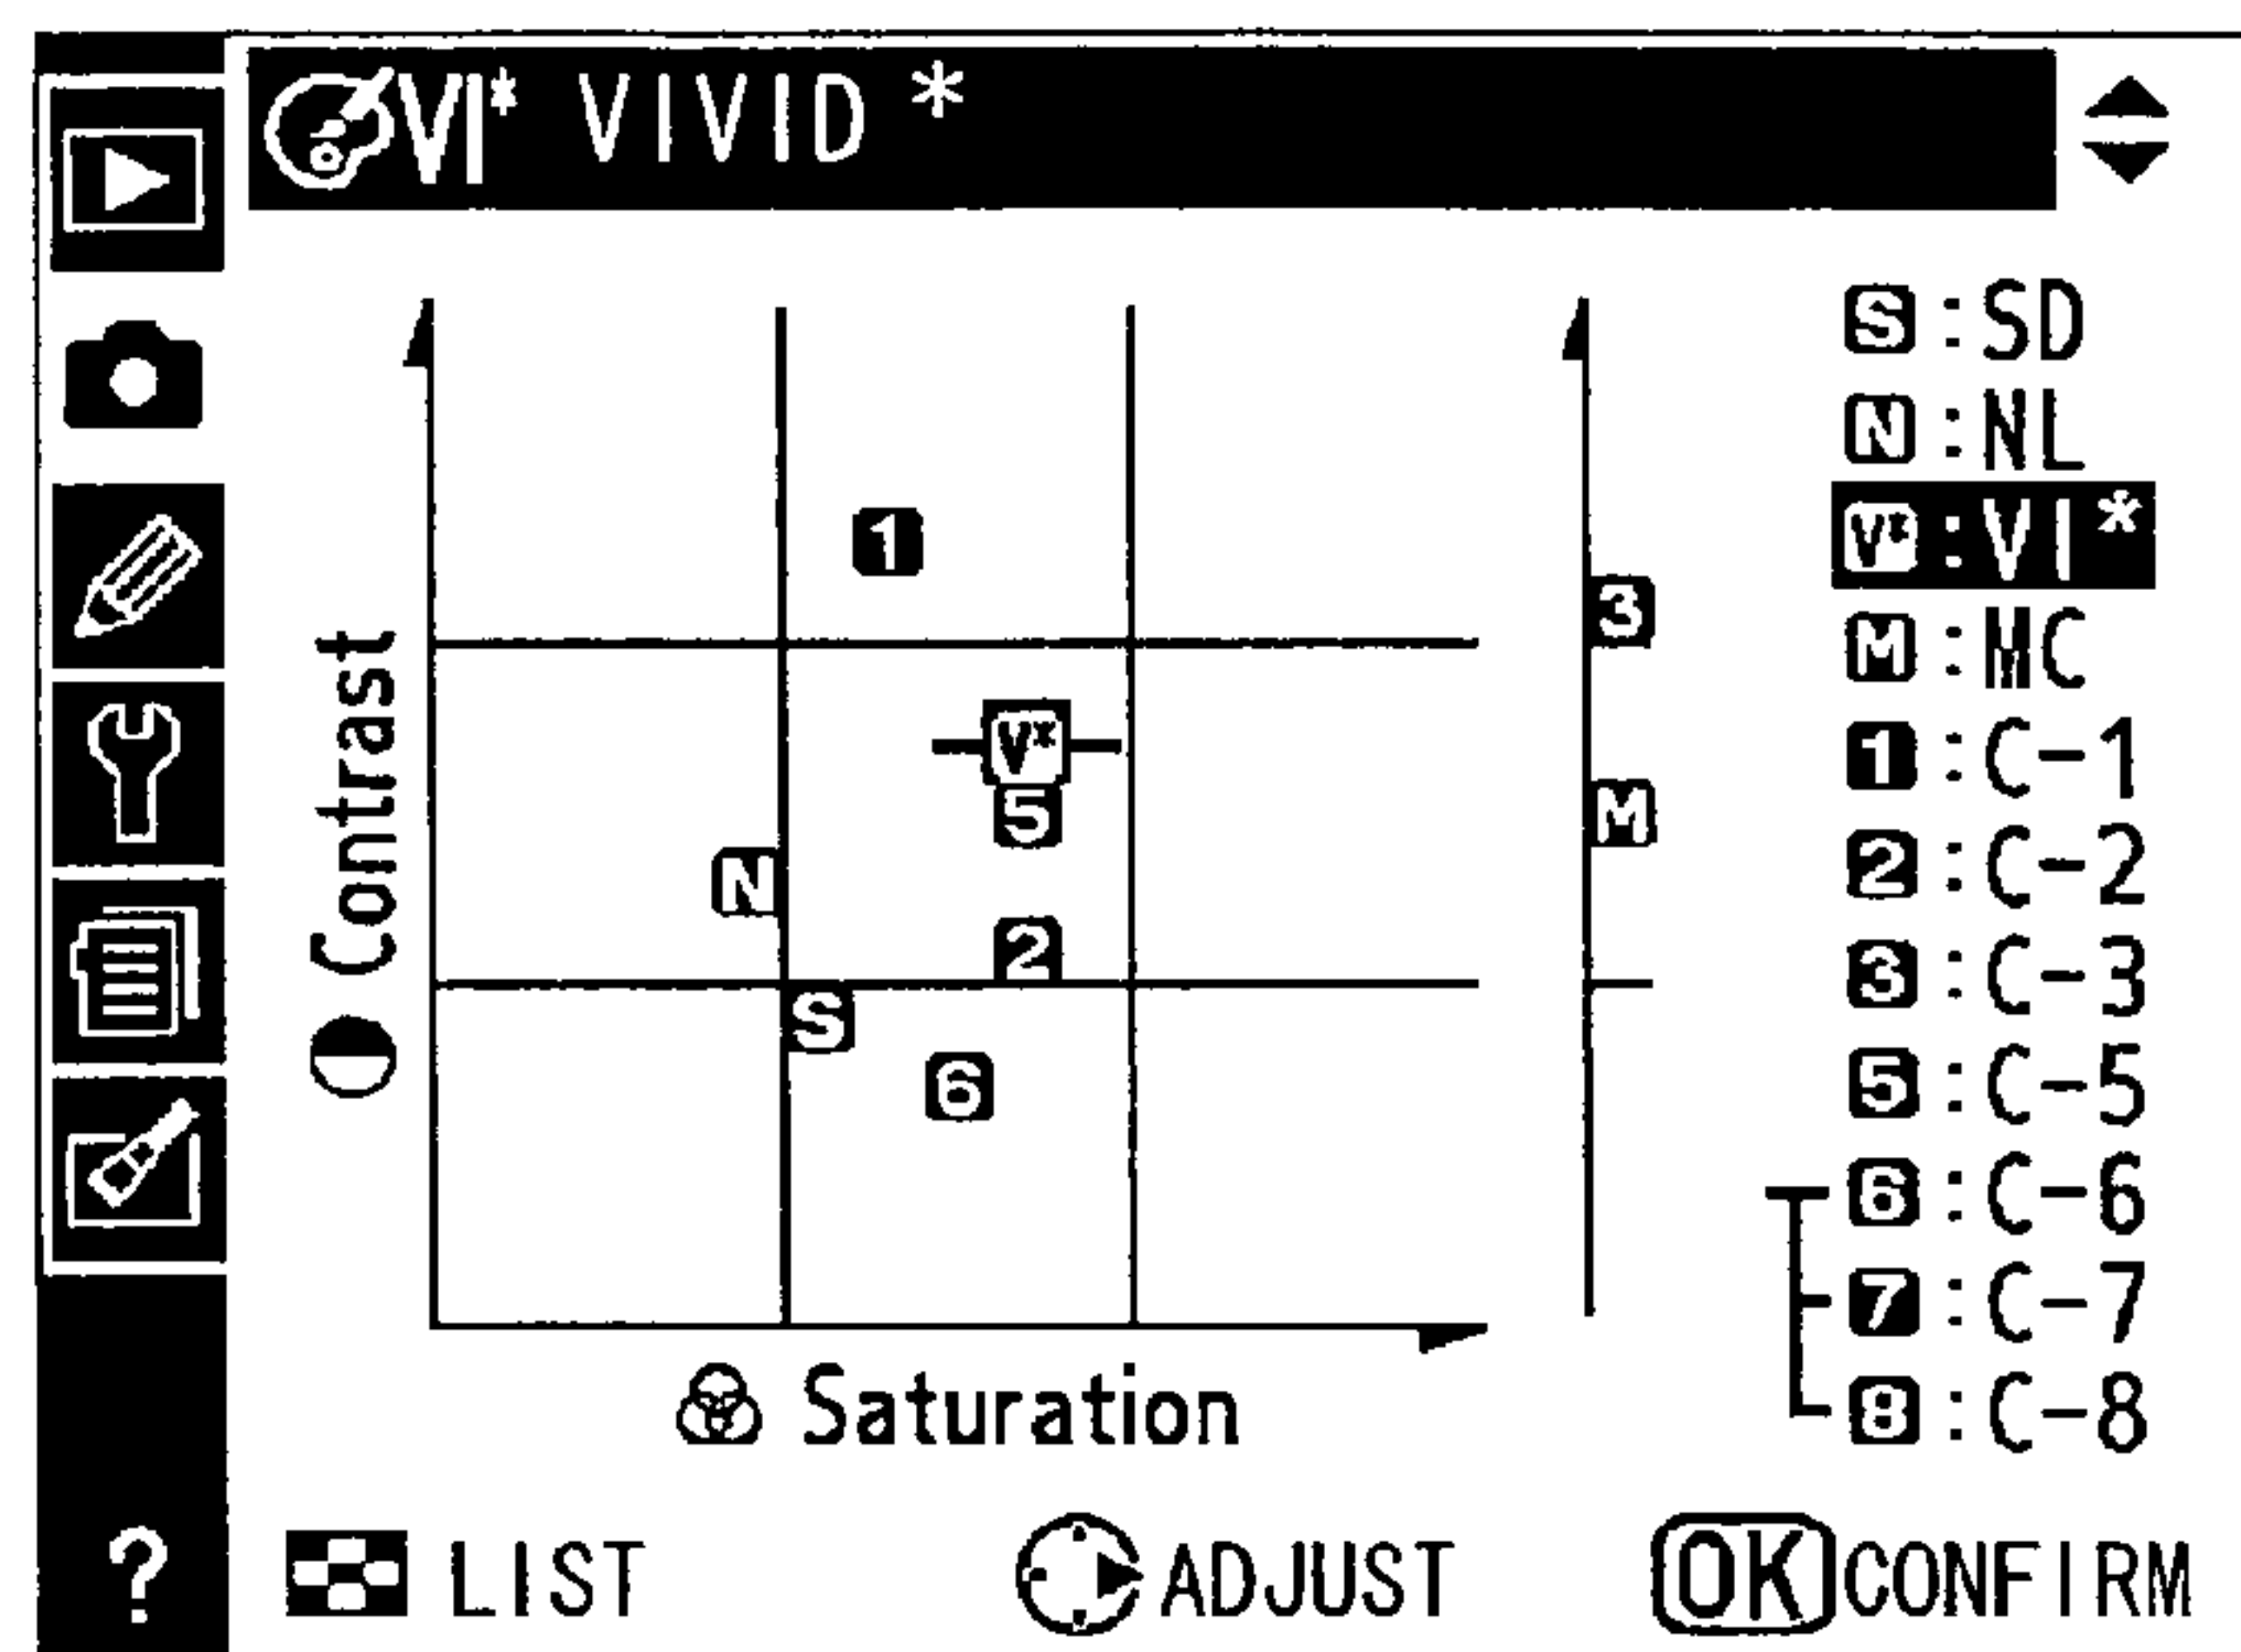 VI* VIVID *
S:SD
N:NL
V*:VI*
M:MC
1:C-1
2:C-2
3:C-3
5:C-5
6:C-6
7:C-7
8:C-8
Contrast
1
3
V*
5
M
N
2
S
6
Saturation
? LIST ADJUST OK CONFIRM